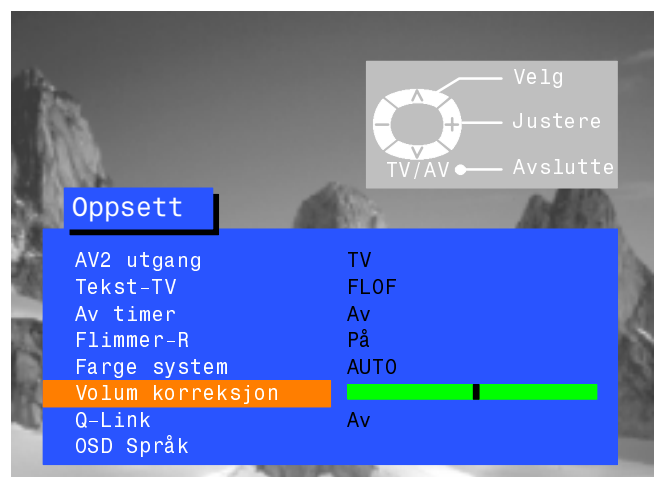 Velg
Justere
TV/AV Avslutte
Oppsett
AV2 utgang TV
Tekst-TV FLOF
Av timer Av
Flimmer-R På
Farge system AUTO
Volum korreksjon
Q-Link Av
OSD Språk